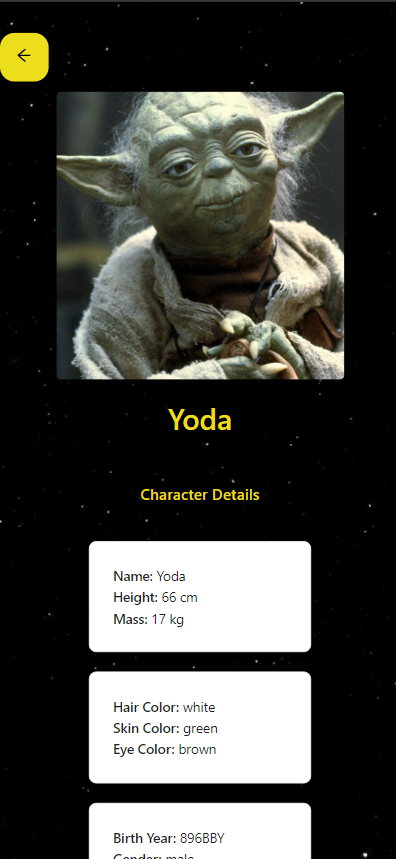 Yoda
Character Details
Name: Yoda
Height: 66 cm
Mass: 17 kg
Hair Color: white
Skin Color: green
Eye Color: brown
Birth Year: 896BBY
Gender: male